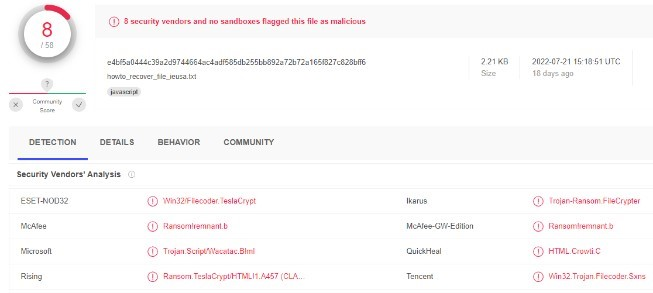 8
/ 58
?
Community
Score
8 security vendors and no sandboxes flagged this file as malicious
e4bf5a0444c39a2d9744664ac4adf585db255bb892a72b72a165f827c828bff6
howto_recover_file_ieusa.txt
javascript
2.21 KB
Size
2022-07-21 15:18:51 UTC
18 days ago
DETECTION DETAILS BEHAVIOR COMMUNITY
Security Vendors' Analysis
ESET-NOD32 Win32/Filecoder.TeslaCrypt Ikarus Trojan-Ransom.FileCrypter
McAfee Ransom!remnant.b McAfee-GW-Edition Ransom!remnant.b
Microsoft Trojan:Script/Wacatac.B!ml QuickHeal HTML.Crowti.C
Rising Ransom.TeslaCrypt/HTML!1.A457 (CLA... Tencent Win32.Trojan.Filecoder.Sxns